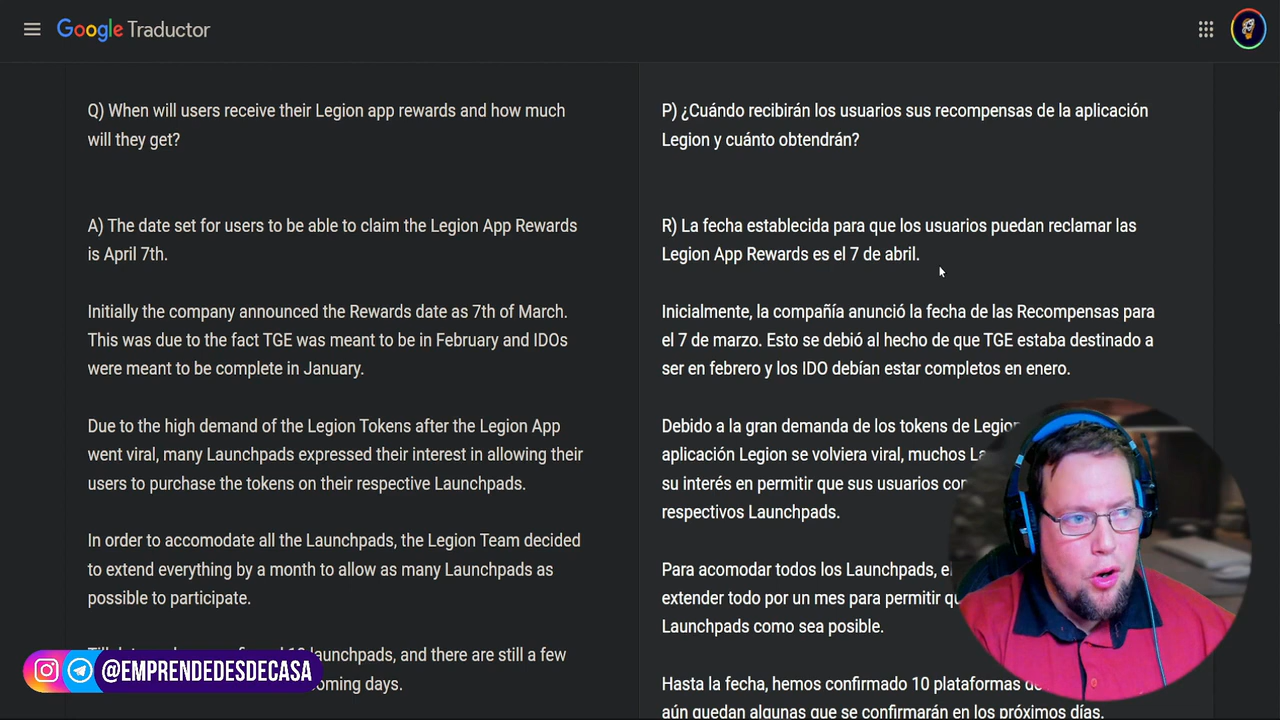 Google Traductor
Q) When will users receive their Legion app rewards and how much
will they get?
A) The date set for users to be able to claim the Legion App Rewards
is April 7th.
Initially the company announced the Rewards date as 7th of March.
This was due to the fact TGE was meant to be in February and IDOs
were meant to be complete in January.
Due to the high demand of the Legion Tokens after the Legion App
went viral, many Launchpads expressed their interest in allowing their
users to purchase the tokens on their respective Launchpads.
In order to accomodate all the Launchpads, the Legion Team decided
to extend everything by a month to allow as many Launchpads as
possible to participate.
launchpads, and there are still a few
coming days.
P) ¿Cuándo recibirán los usuarios sus recompensas de la aplicación
Legion y cuánto obtendrán?
R) La fecha establecida para que los usuarios puedan reclamar las
Legion App Rewards es el 7 de abril.
Inicialmente, la compañía anunció la fecha de las Recompensas para
el 7 de marzo. Esto se debió al hecho de que TGE estaba destinado a
ser en febrero y los IDO debían estar completos en enero.
Debido a la gran demanda de los tokens de Legion
aplicación Legion se volviera viral, muchos
su interés en permitir que sus usuarios
respectivos Launchpads.
Para acomodar todos los Launchpads,
extender todo por un mes para permitir
Launchpads como sea posible.
Hasta la fecha, hemos confirmado 10 plataformas
aún quedan algunas que se confirmarán en los próximos días.
@EMPRENDEDESDECASA